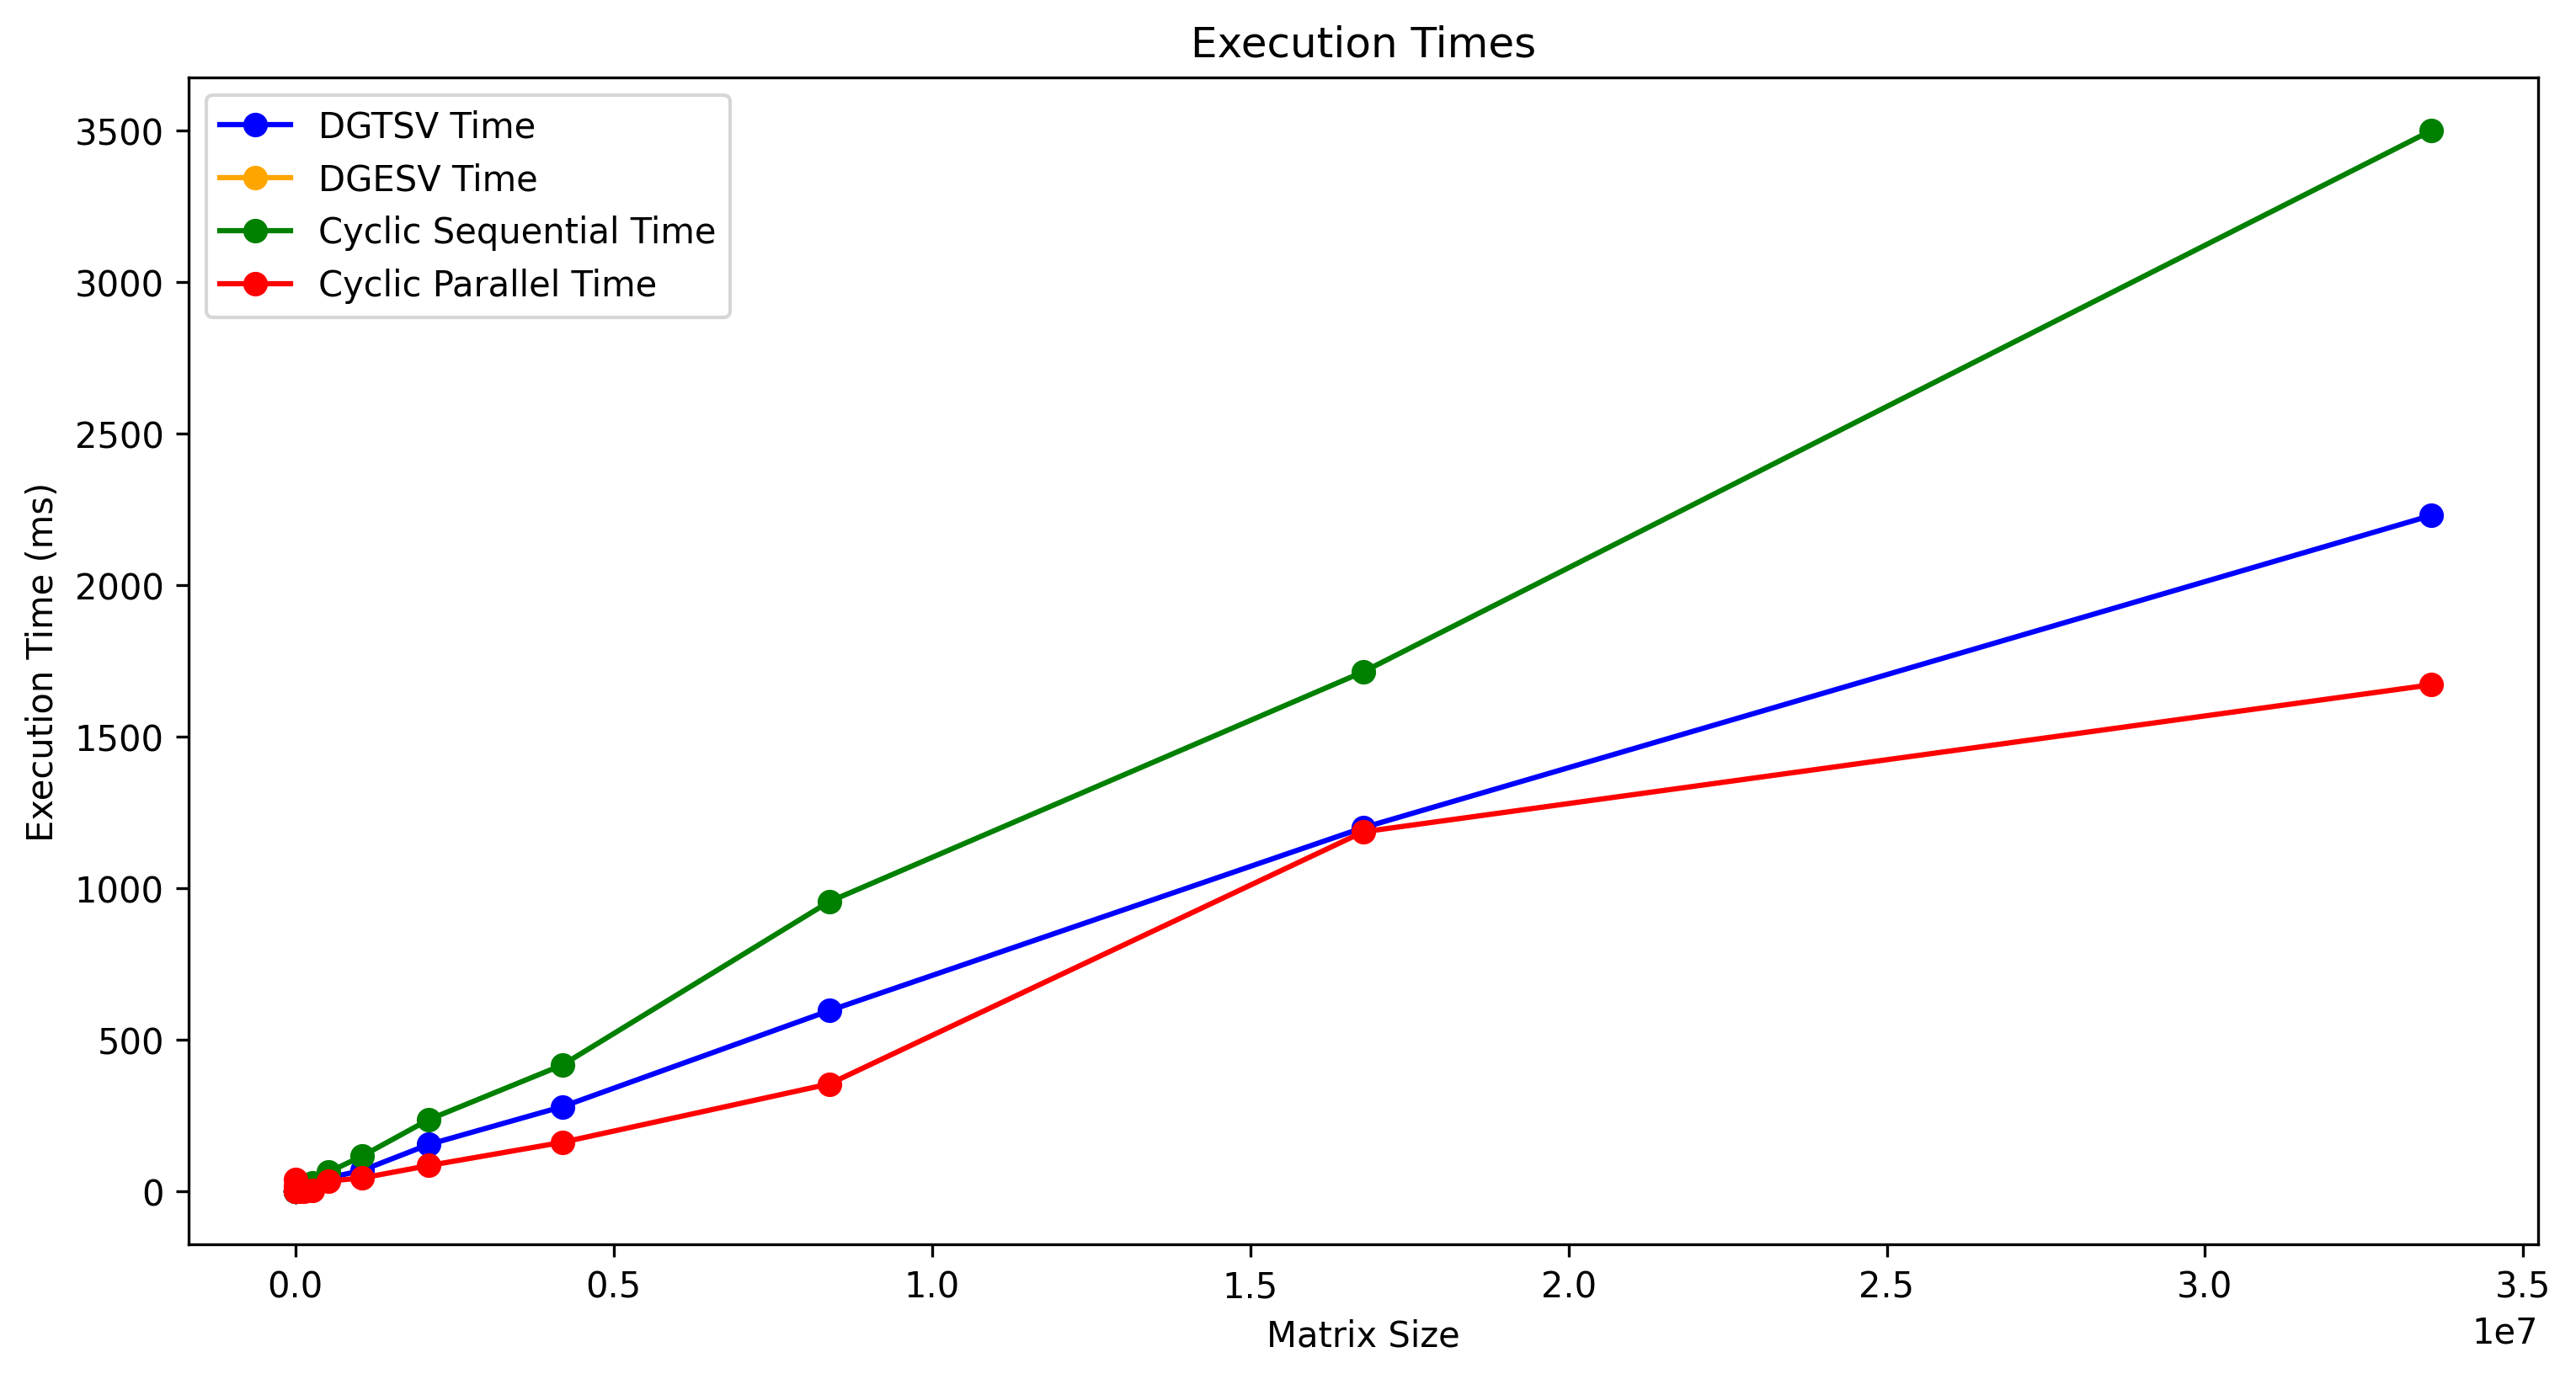 Execution Times
DGTSV Time
DGESV Time
Cyclic Sequential Time
Cyclic Parallel Time
Execution Time (ms)
3500
3000
2500
2000
1500
1000
500
0
0.0 0.5 1.0 1.5 2.0 2.5 3.0 3.5
1e7
Matrix Size